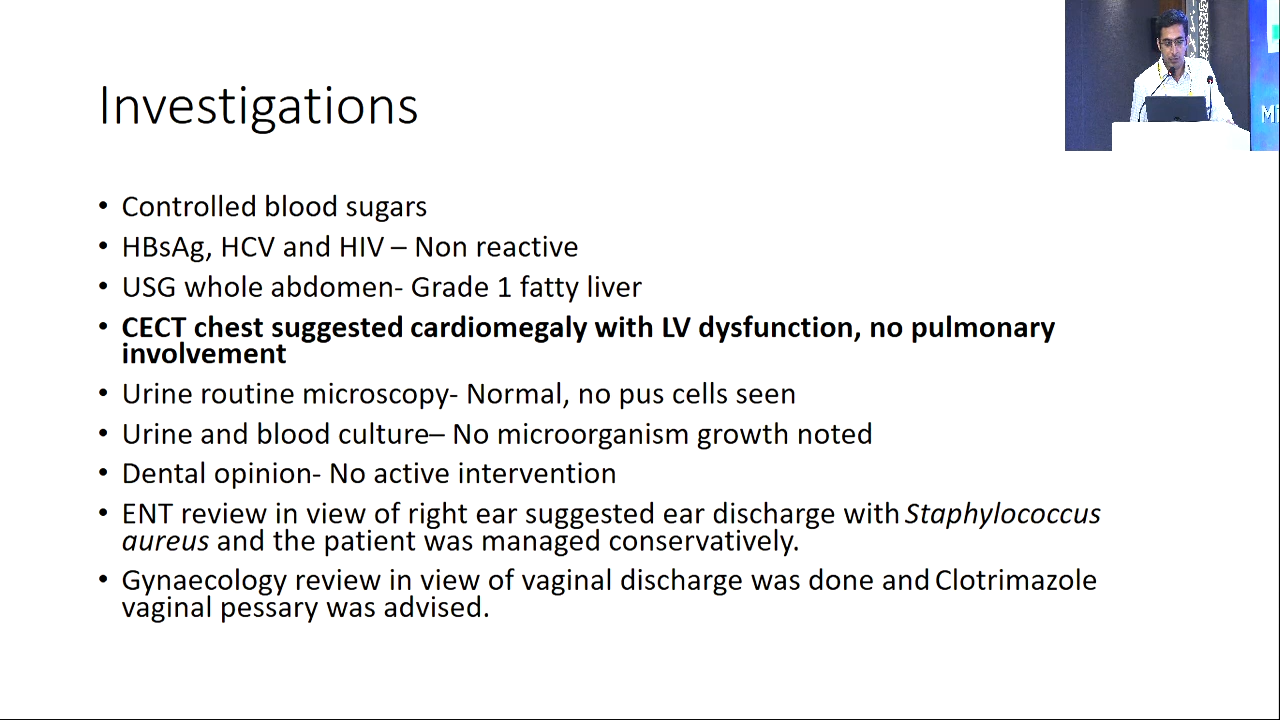 Investigations
• Controlled blood sugars
• HBsAg, HCV and HIV – Non reactive
• USG whole abdomen- Grade 1 fatty liver
• CECT chest suggested cardiomegaly with LV dysfunction, no pulmonary
involvement
• Urine routine microscopy- Normal, no pus cells seen
• Urine and blood culture– No microorganism growth noted
• Dental opinion- No active intervention
• ENT review in view of right ear suggested ear discharge with Staphylococcus
aureus and the patient was managed conservatively.
• Gynaecology review in view of vaginal discharge was done and Clotrimazole
vaginal pessary was advised.
Mi